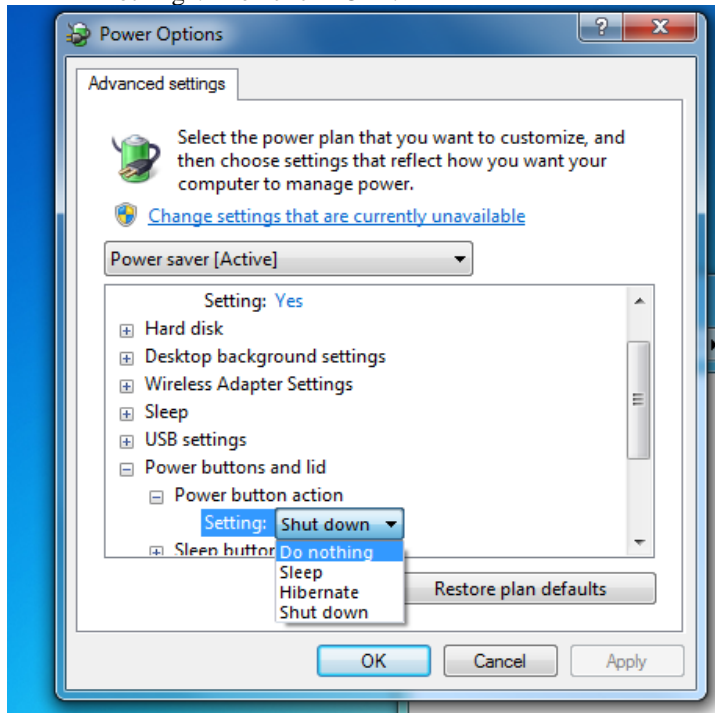 Power Options
?
X
Advanced settings
Select the power plan that you want to customize, and
then choose settings that reflect how you want your
computer to manage power.
Change settings that are currently unavailable
Power saver [Active]
Setting: Yes
Hard disk
Desktop background settings
Wireless Adapter Settings
Sleep
USB settings
Power buttons and lid
Power button action
Setting: Shut down
Sleep button
Do nothing
Sleep
Hibernate
Shut down
Restore plan defaults
OK Cancel Apply